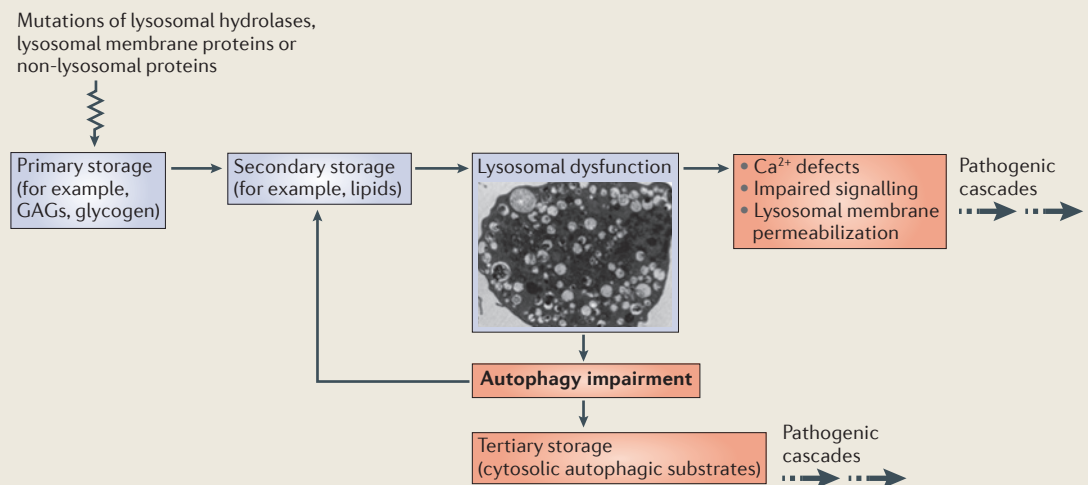 Mutations of lysosomal hydrolases,
lysosomal membrane proteins or
non-lysosomal proteins
Primary storage
(for example,
GAGs, glycogen)
Secondary storage
(for example, lipids)
Lysosomal dysfunction
• Ca²⁺ defects
• Impaired signalling
• Lysosomal membrane
permeabilization
Pathogenic
cascades
Autophagy impairment
Tertiary storage
(cytosolic autophagic substrates)
Pathogenic
cascades